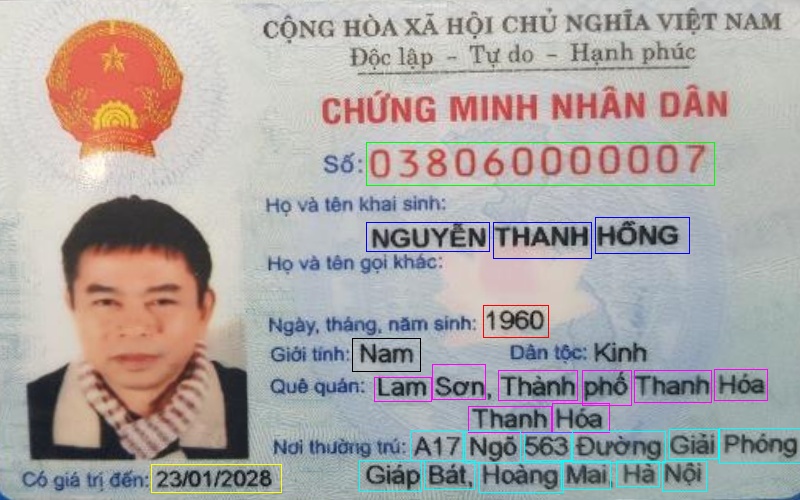 CỘNG HÒA XÃ HỘI CHỦ NGHĨA VIỆT NAM
Độc lập - Tự do - Hạnh phúc
CHỨNG MINH NHÂN DÂN
Số: 038060000007
Họ và tên khai sinh:
NGUYỄN THANH HỒNG
Họ và tên gọi khác:
Ngày, tháng, năm sinh: 1960
Giới tính: Nam Dân tộc: Kinh
Quê quán: Lam Sơn, Thành phố Thanh Hóa
Thanh Hóa
Nơi thường trú: A17 Ngõ 563 Đường Giải Phóng
Giáp Bát, Hoàng Mai, Hà Nội
Có giá trị đến: 23/01/2028